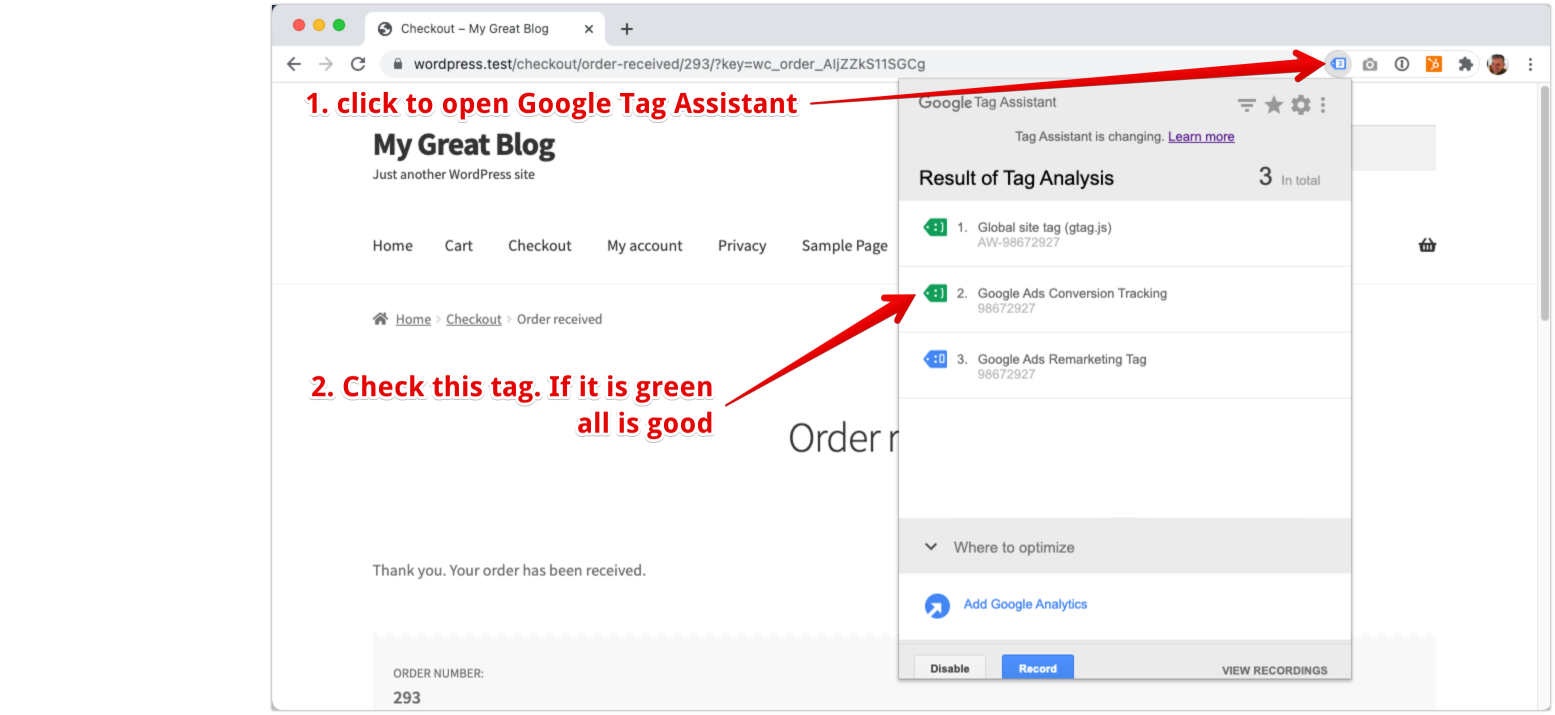 Checkout – My Great Blog
wordpress.test/checkout/order-received/293/?key=wc_order_AIjZZkS11SGCg
1. click to open Google Tag Assistant
My Great Blog
Just another WordPress site
Home Cart Checkout My account Privacy Sample Page
Home > Checkout > Order received
2. Check this tag. If it is green
all is good
Order r
Thank you. Your order has been received.
ORDER NUMBER:
293
Google Tag Assistant
Tag Assistant is changing. Learn more
Result of Tag Analysis 3 In total
1. Global site tag (gtag.js)
AW-98672927
2. Google Ads Conversion Tracking
98672927
3. Google Ads Remarketing Tag
98672927
Where to optimize
Add Google Analytics
Disable Record VIEW RECORDINGS